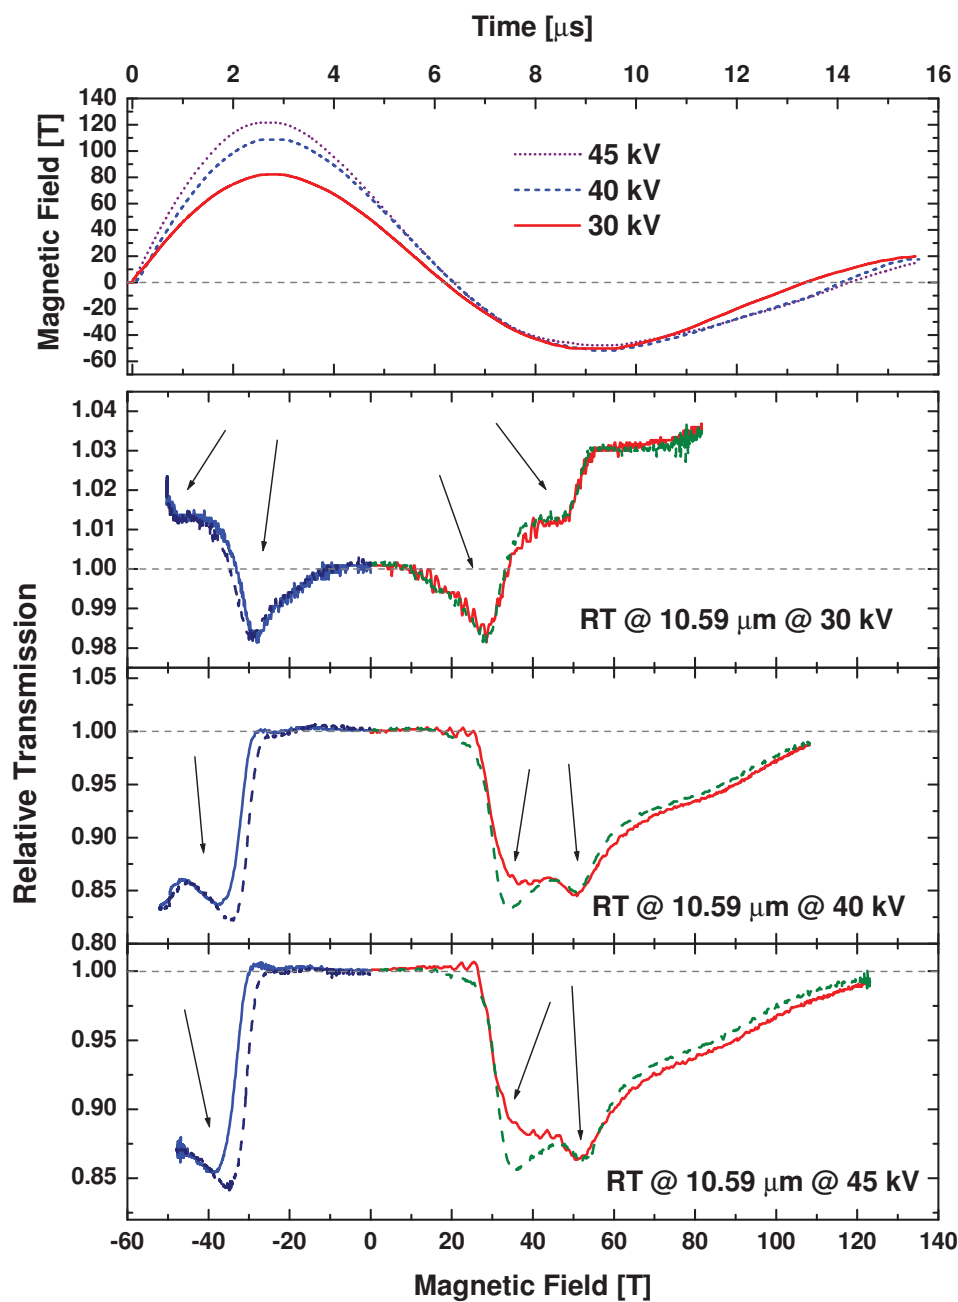 Time [μs]
0 2 4 6 8 10 12 14 16
Magnetic Field [T]
140
120
100
80
60
40
20
0
-20
-40
-60
45 kV
40 kV
30 kV
Relative Transmission
1.04
1.03
1.02
1.01
1.00
0.99
0.98
RT @ 10.59 μm @ 30 kV
1.05
1.00
0.95
0.90
0.85
0.80
RT @ 10.59 μm @ 40 kV
1.00
0.95
0.90
0.85
RT @ 10.59 μm @ 45 kV
-60 -40 -20 0 20 40 60 80 100 120 140
Magnetic Field [T]